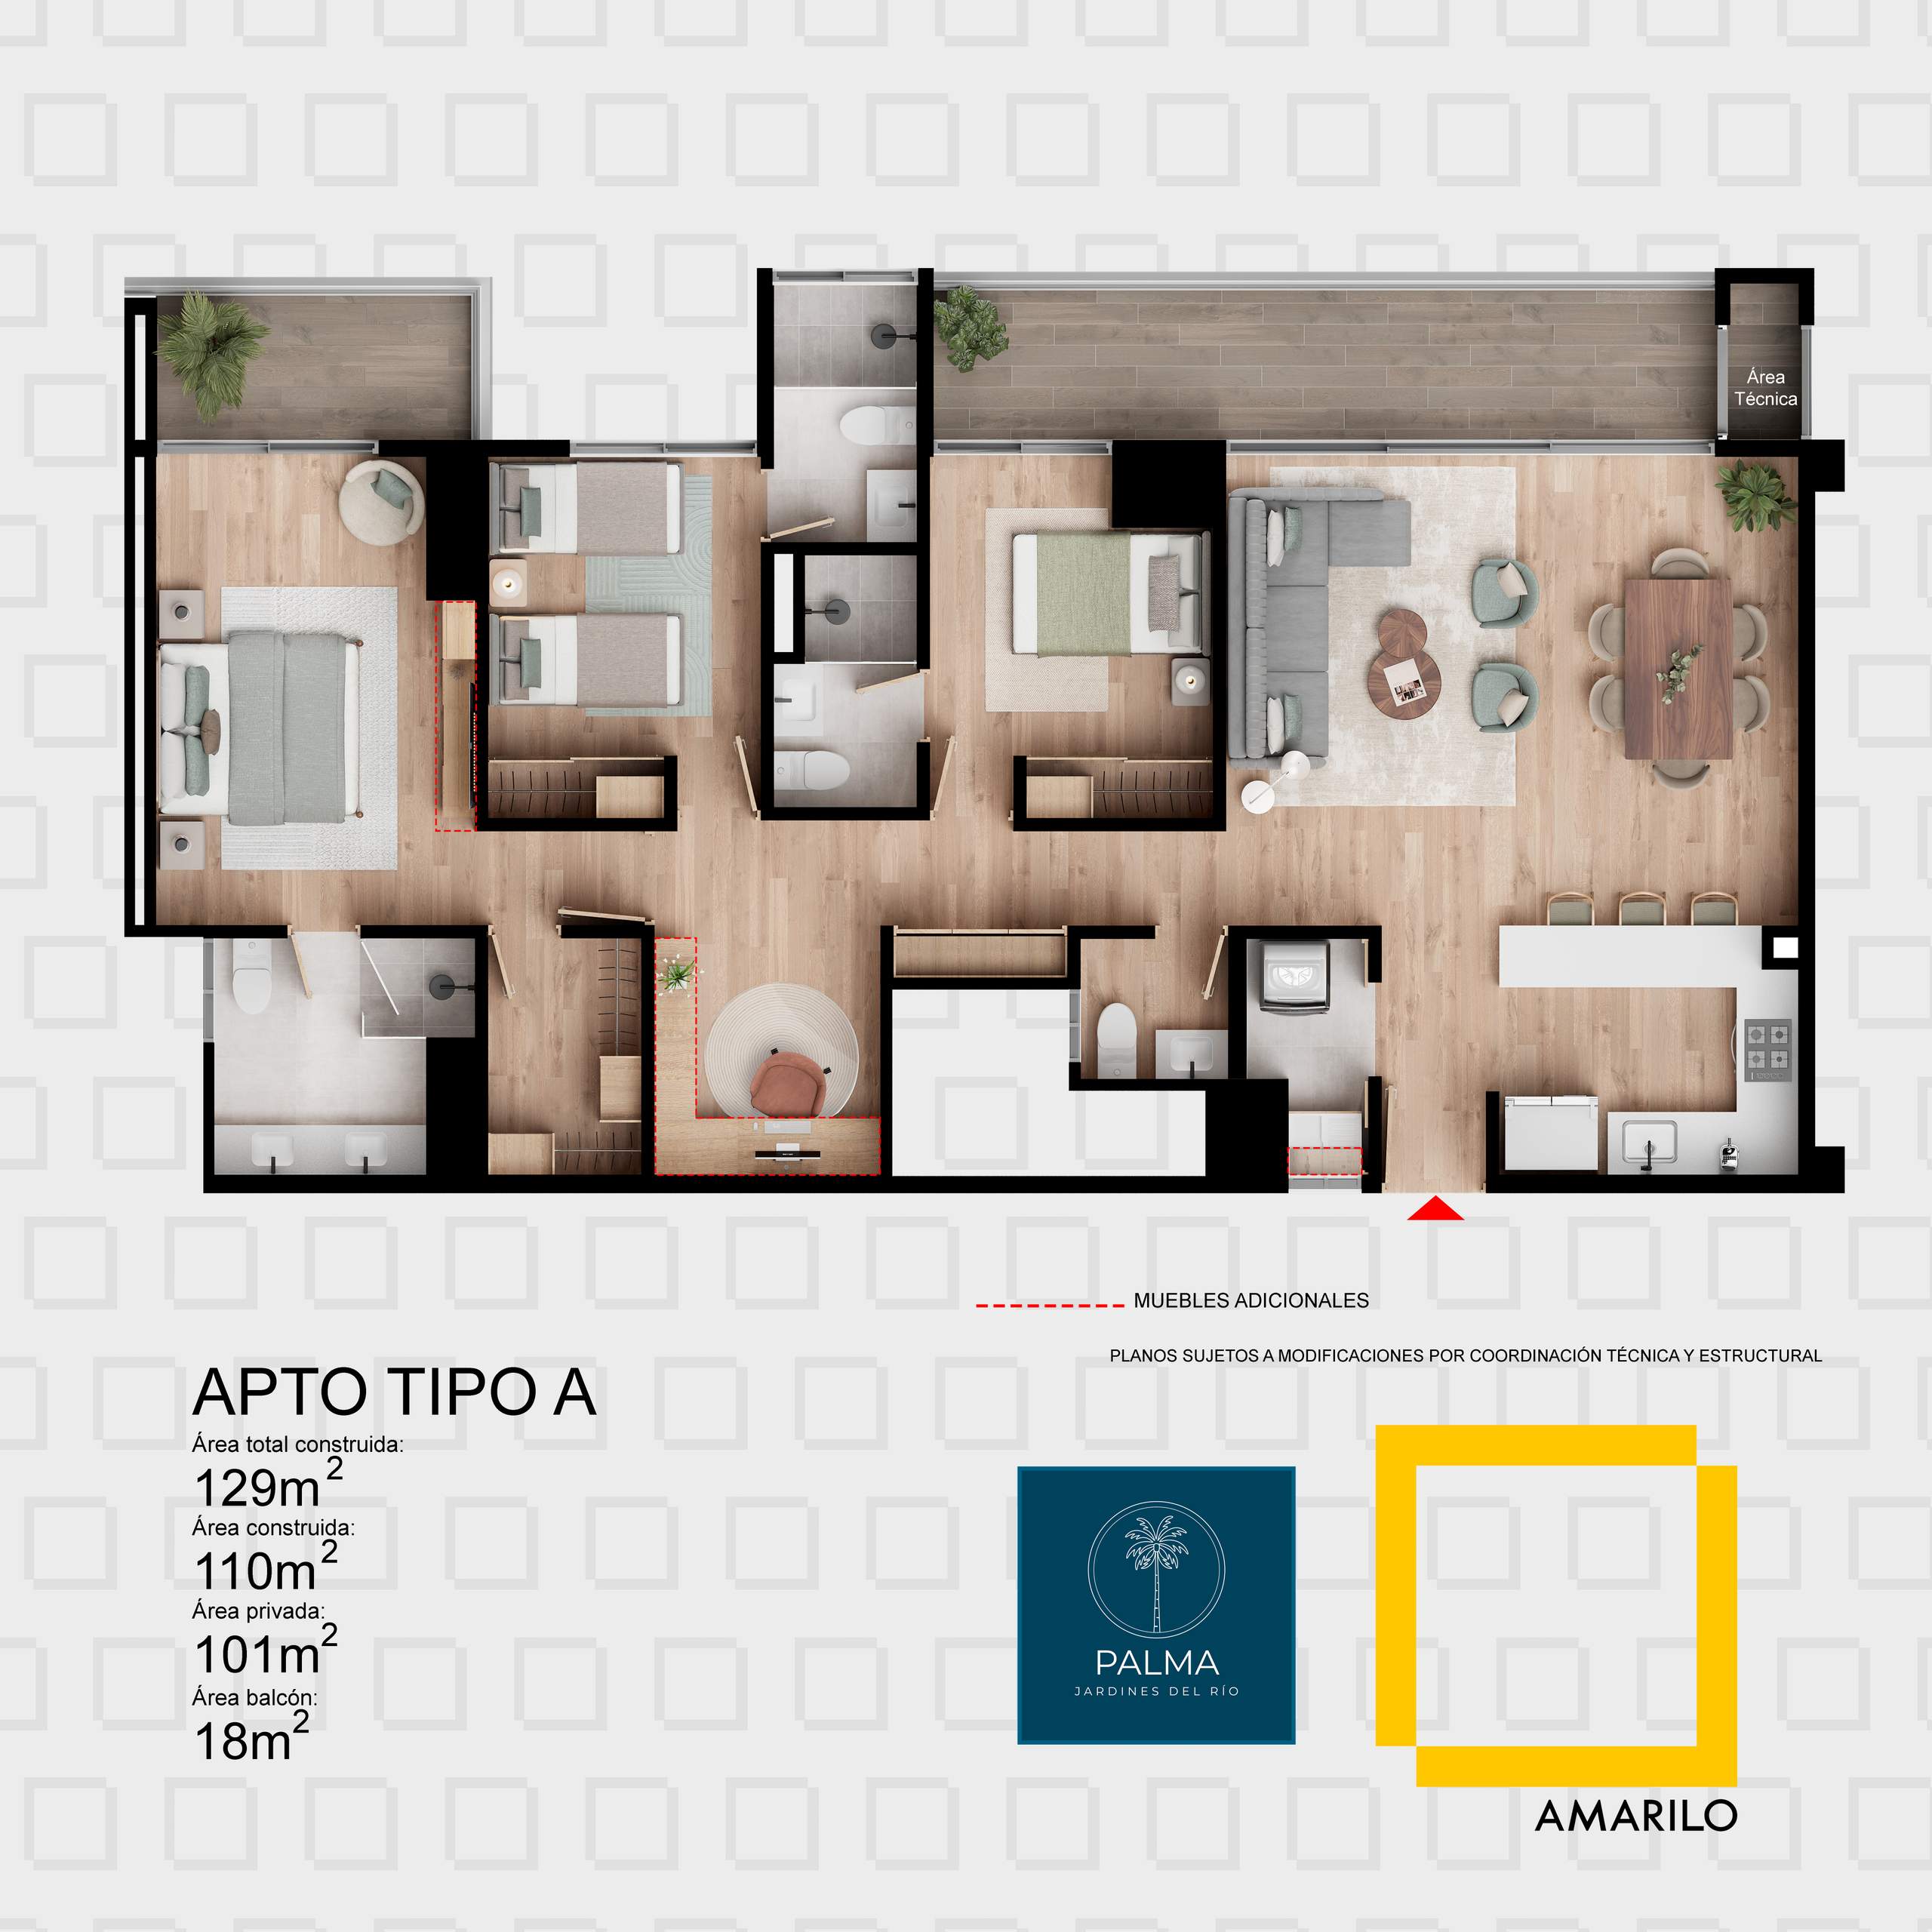 Área
Técnica
MUEBLES ADICIONALES
PLANOS SUJETOS A MODIFICACIONES POR COORDINACIÓN TÉCNICA Y ESTRUCTURAL
APTO TIPO A
Área total construida:
129m²
Área construida:
110m²
Área privada:
101m²
Área balcón:
18m²
PALMA
JARDINES DEL RÍO
AMARILO